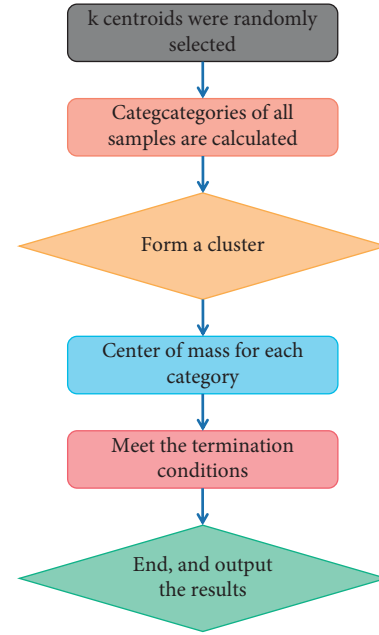 k centroids were randomly
selected
Categcategories of all
samples are calculated
Form a cluster
Center of mass for each
category
Meet the termination
conditions
End, and output
the results